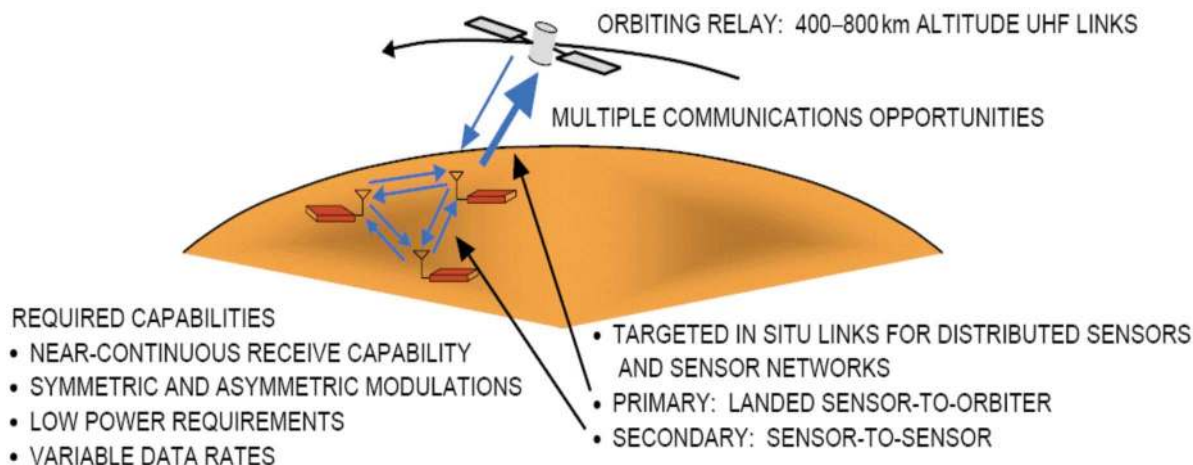 ORBITING RELAY: 400–800km ALTITUDE UHF LINKS
MULTIPLE COMMUNICATIONS OPPORTUNITIES
REQUIRED CAPABILITIES
• NEAR-CONTINUOUS RECEIVE CAPABILITY
• SYMMETRIC AND ASYMMETRIC MODULATIONS
• LOW POWER REQUIREMENTS
• VARIABLE DATA RATES
• TARGETED IN SITU LINKS FOR DISTRIBUTED SENSORS
AND SENSOR NETWORKS
• PRIMARY: LANDED SENSOR-TO-ORBITER
• SECONDARY: SENSOR-TO-SENSOR